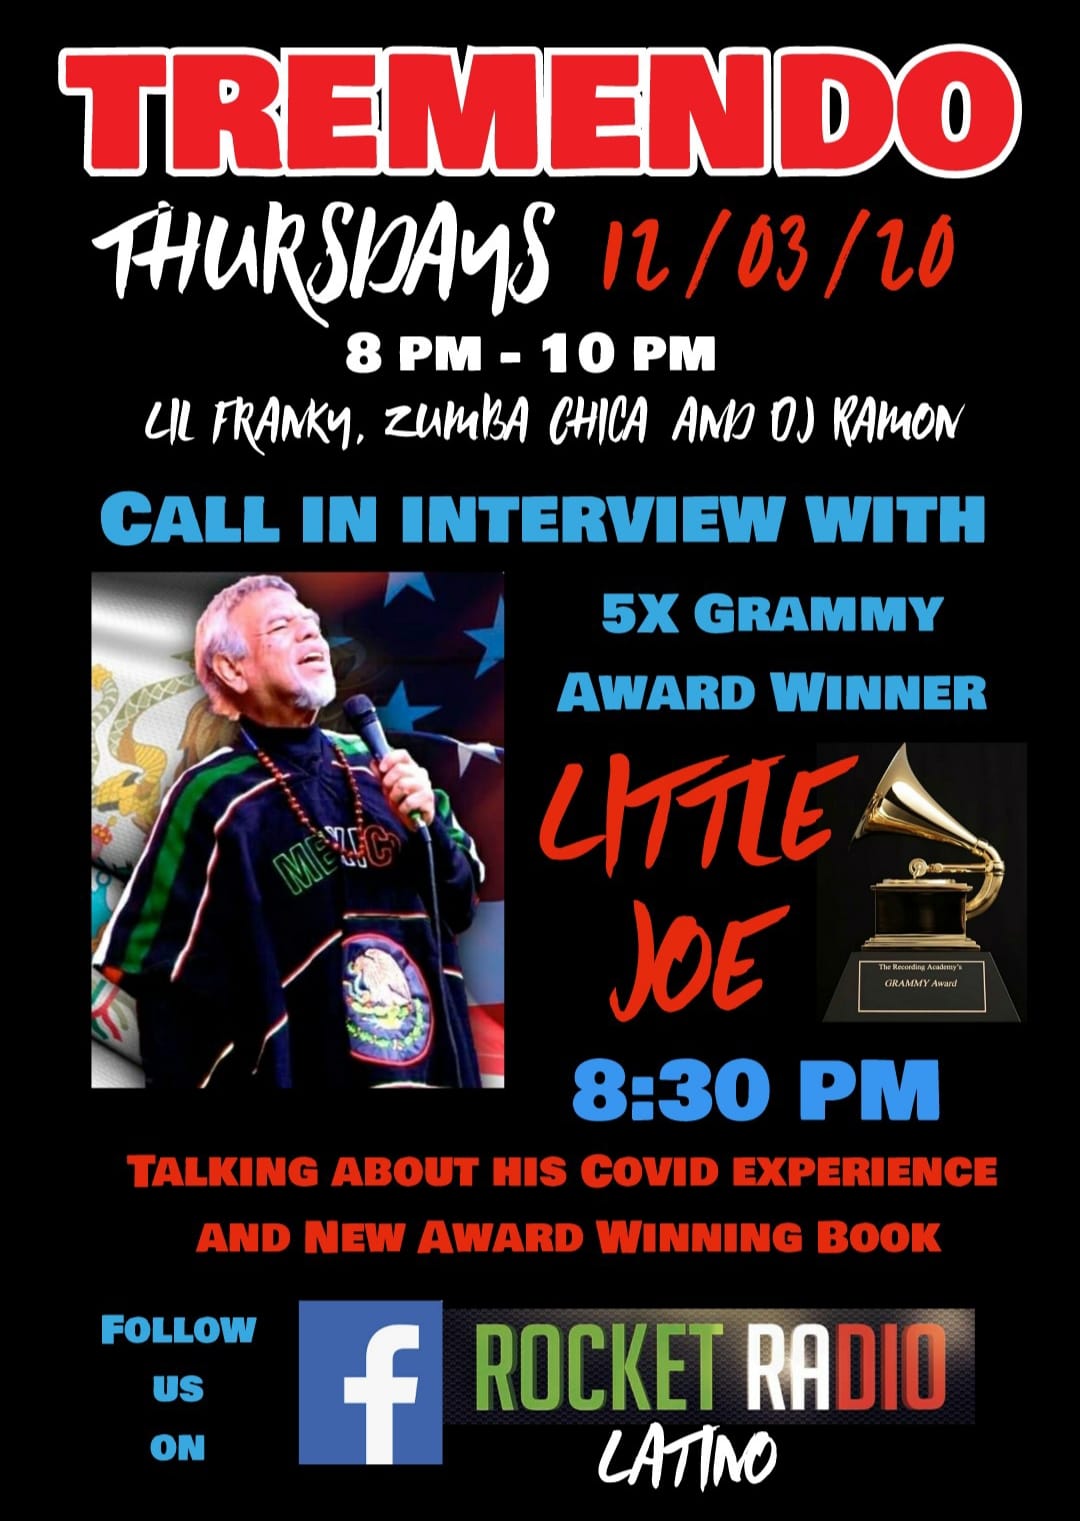 TREMENDO
THURSDAYS 12/03/20
8 PM - 10 PM
LIL FRANKY, ZUMBA CHICA AND DJ RAMON
CALL IN INTERVIEW WITH
5X GRAMMY
AWARD WINNER
LITTLE
JOE
MEXICO
The Recording Academy's
GRAMMY Award
8:30 PM
TALKING ABOUT HIS COVID EXPERIENCE
AND NEW AWARD WINNING BOOK
FOLLOW
US
ON
f
ROCKET RADIO
LATINO